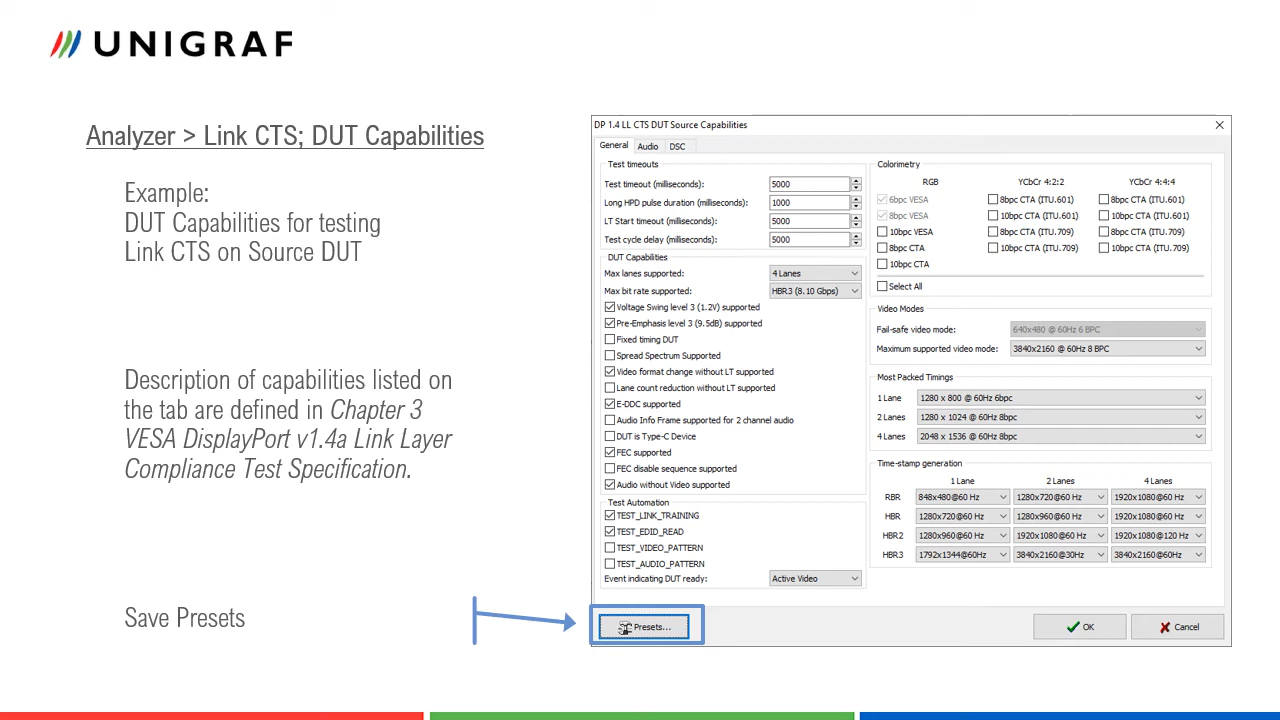 UNIGRAF
Analyzer > Link CTS; DUT Capabilities
Example:
DUT Capabilities for testing
Link CTS on Source DUT
Description of capabilities listed on
the tab are defined in Chapter 3
VESA DisplayPort v1.4a Link Layer
Compliance Test Specification.
Save Presets
DP 1.4 LL CTS DUT Source Capabilities
General Audio DSC
Test timeouts
Test timeout (milliseconds): 5000
Long HPD pulse duration (milliseconds): 1000
LT Start timeout (milliseconds): 5000
Test cycle delay (milliseconds): 5000
DUT Capabilities
Max lanes supported: 4 Lanes
Max bit rate supported: HBR3 (8.10 Gbps)
Voltage Swing level 3 (1.2V) supported
Pre-Emphasis level 3 (9.5dB) supported
Fixed timing DUT
Spread Spectrum Supported
Video format change without LT supported
Lane count reduction without LT supported
E-DDC supported
Audio Info Frame supported for 2 channel audio
DUT is Type-C Device
FEC supported
FEC disable sequence supported
Audio without Video supported
Test Automation
TEST_LINK_TRAINING
TEST_EDID_READ
TEST_VIDEO_PATTERN
TEST_AUDIO_PATTERN
Event indicating DUT ready: Active Video
Colorimetry
RGB YCbCr 4:2:2 YCbCr 4:4:4
6bpc VESA 8bpc CTA (ITU.601) 8bpc CTA (ITU.601)
8bpc VESA 10bpc CTA (ITU.601) 10bpc CTA (ITU.601)
10bpc VESA 8bpc CTA (ITU.709) 8bpc CTA (ITU.709)
8bpc CTA 10bpc CTA (ITU.709) 10bpc CTA (ITU.709)
10bpc CTA
Select All
Video Modes
Fail-safe video mode: 640x480 @ 60Hz 6 BPC
Maximum supported video mode: 3840x2160 @ 60Hz 8 BPC
Most Packed Timings
1 Lane 1280 x 800 @ 60Hz 6bpc
2 Lanes 1280 x 1024 @ 60Hz 8bpc
4 Lanes 2048 x 1536 @ 60Hz 8bpc
Time-stamp generation
1 Lane 2 Lanes 4 Lanes
RBR 848x480@60 Hz 1280x720@60 Hz 1920x1080@60 Hz
HBR 1280x720@60 Hz 1280x960@60 Hz 1920x1080@60 Hz
HBR2 1280x960@60 Hz 1920x1080@60 Hz 1920x1080@120 Hz
HBR3 1792x1344@60Hz 3840x2160@30Hz 3840x2160@60Hz
Presets... OK Cancel